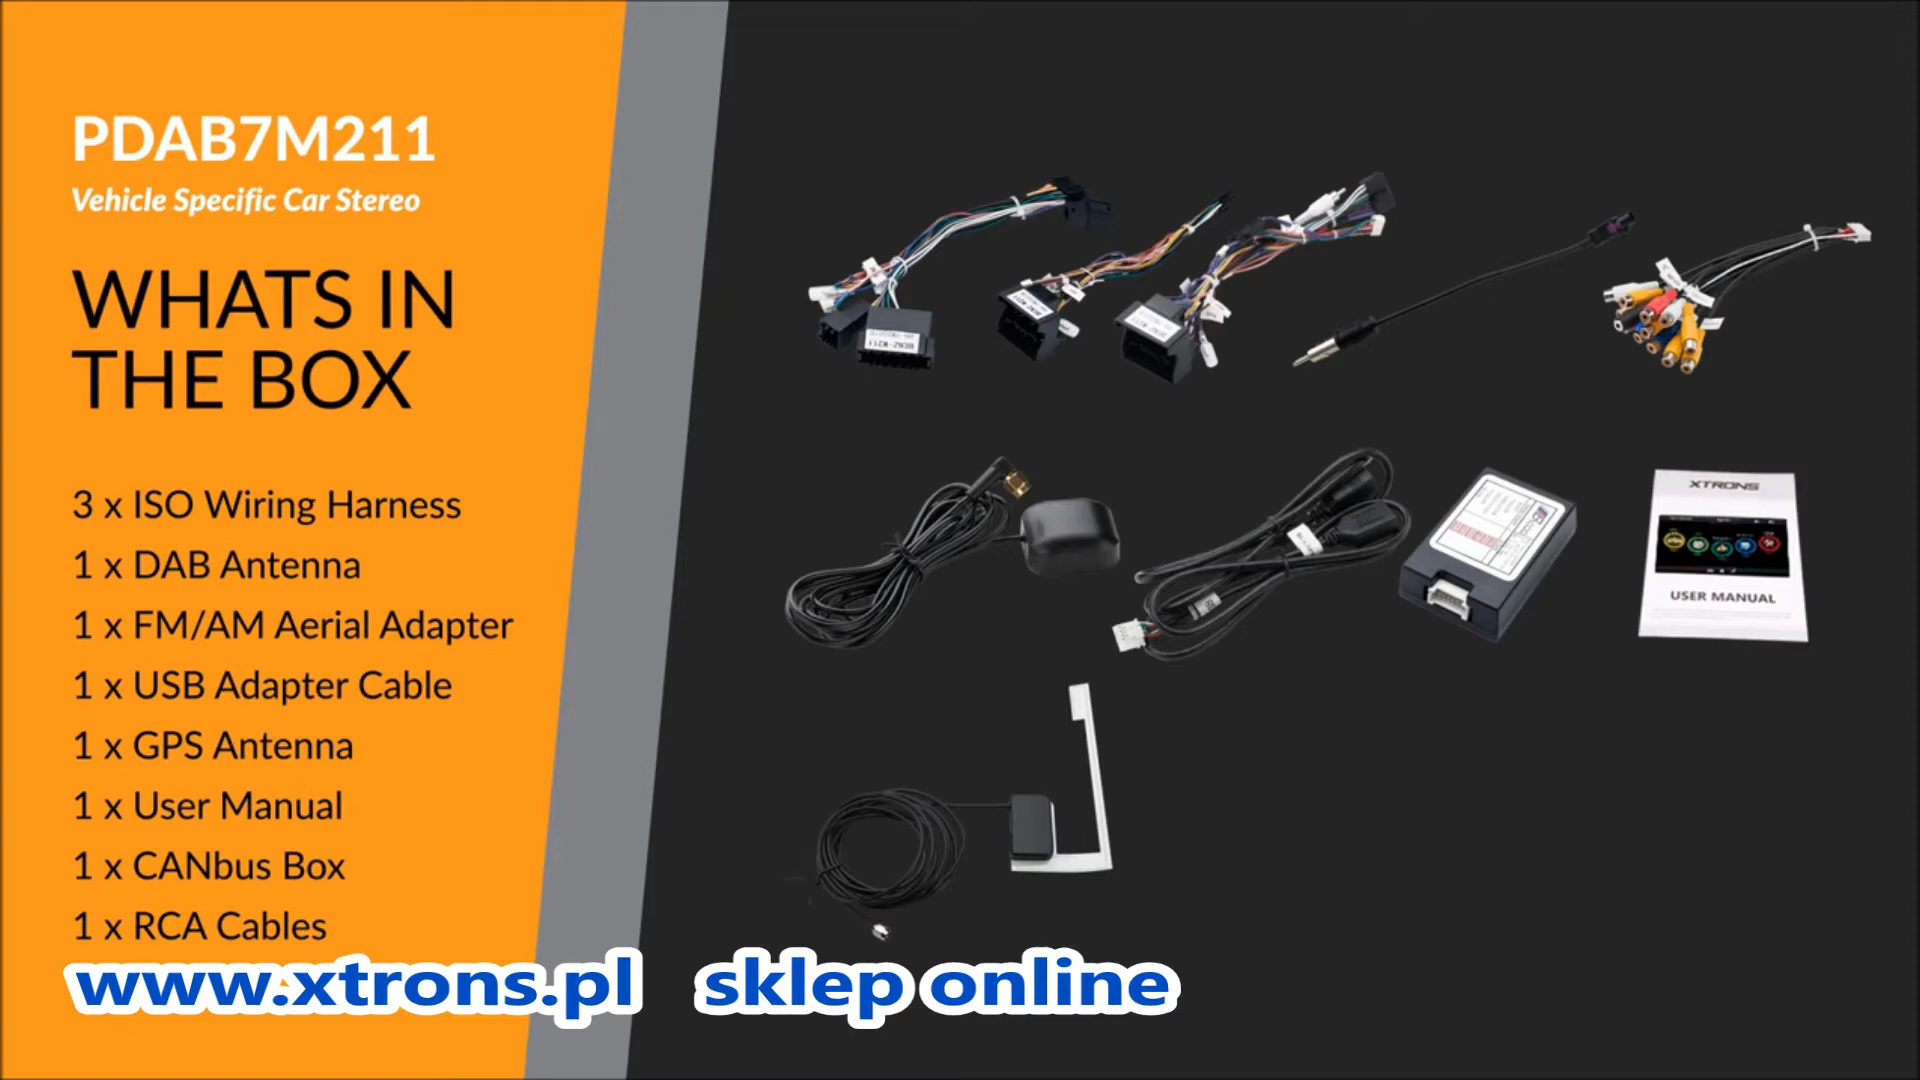 PDAB7M211
Vehicle Specific Car Stereo
WHATS IN
THE BOX
3 x ISO Wiring Harness
1 x DAB Antenna
1 x FM/AM Aerial Adapter
1 x USB Adapter Cable
1 x GPS Antenna
1 x User Manual
1 x CANbus Box
1 x RCA Cables
www.xtrons.pl sklep online
BENZ-W211
XTRONS
USER MANUAL